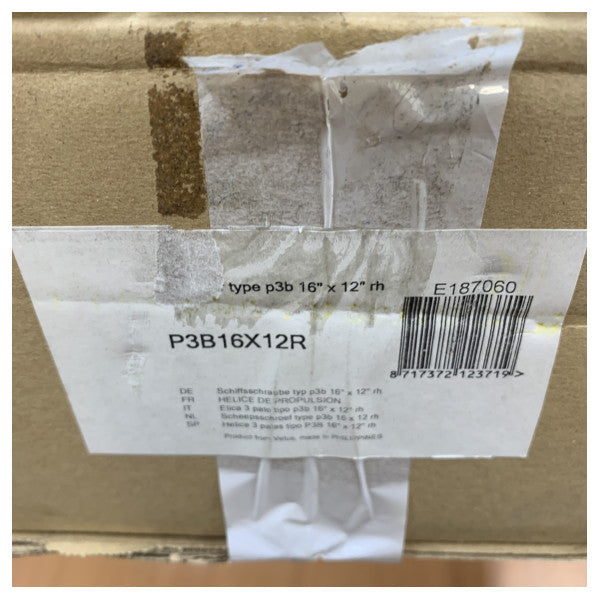 type p3b 16" x 12" rh
E187060
P3B16X12R
8 717372 123719 >
DE Schiffsschraube typ p3b 16" x 12" rh
FR HELICE DE PROPULSION
IT Elica 3 pale tipo p3b 16" x 12" rh
NL Scheepsschroef type p3b 16 x 12 rh
SP Helice 3 palas tipo P3B 16" x 12" rh
Product from Vetus, made in PHILIPPINES